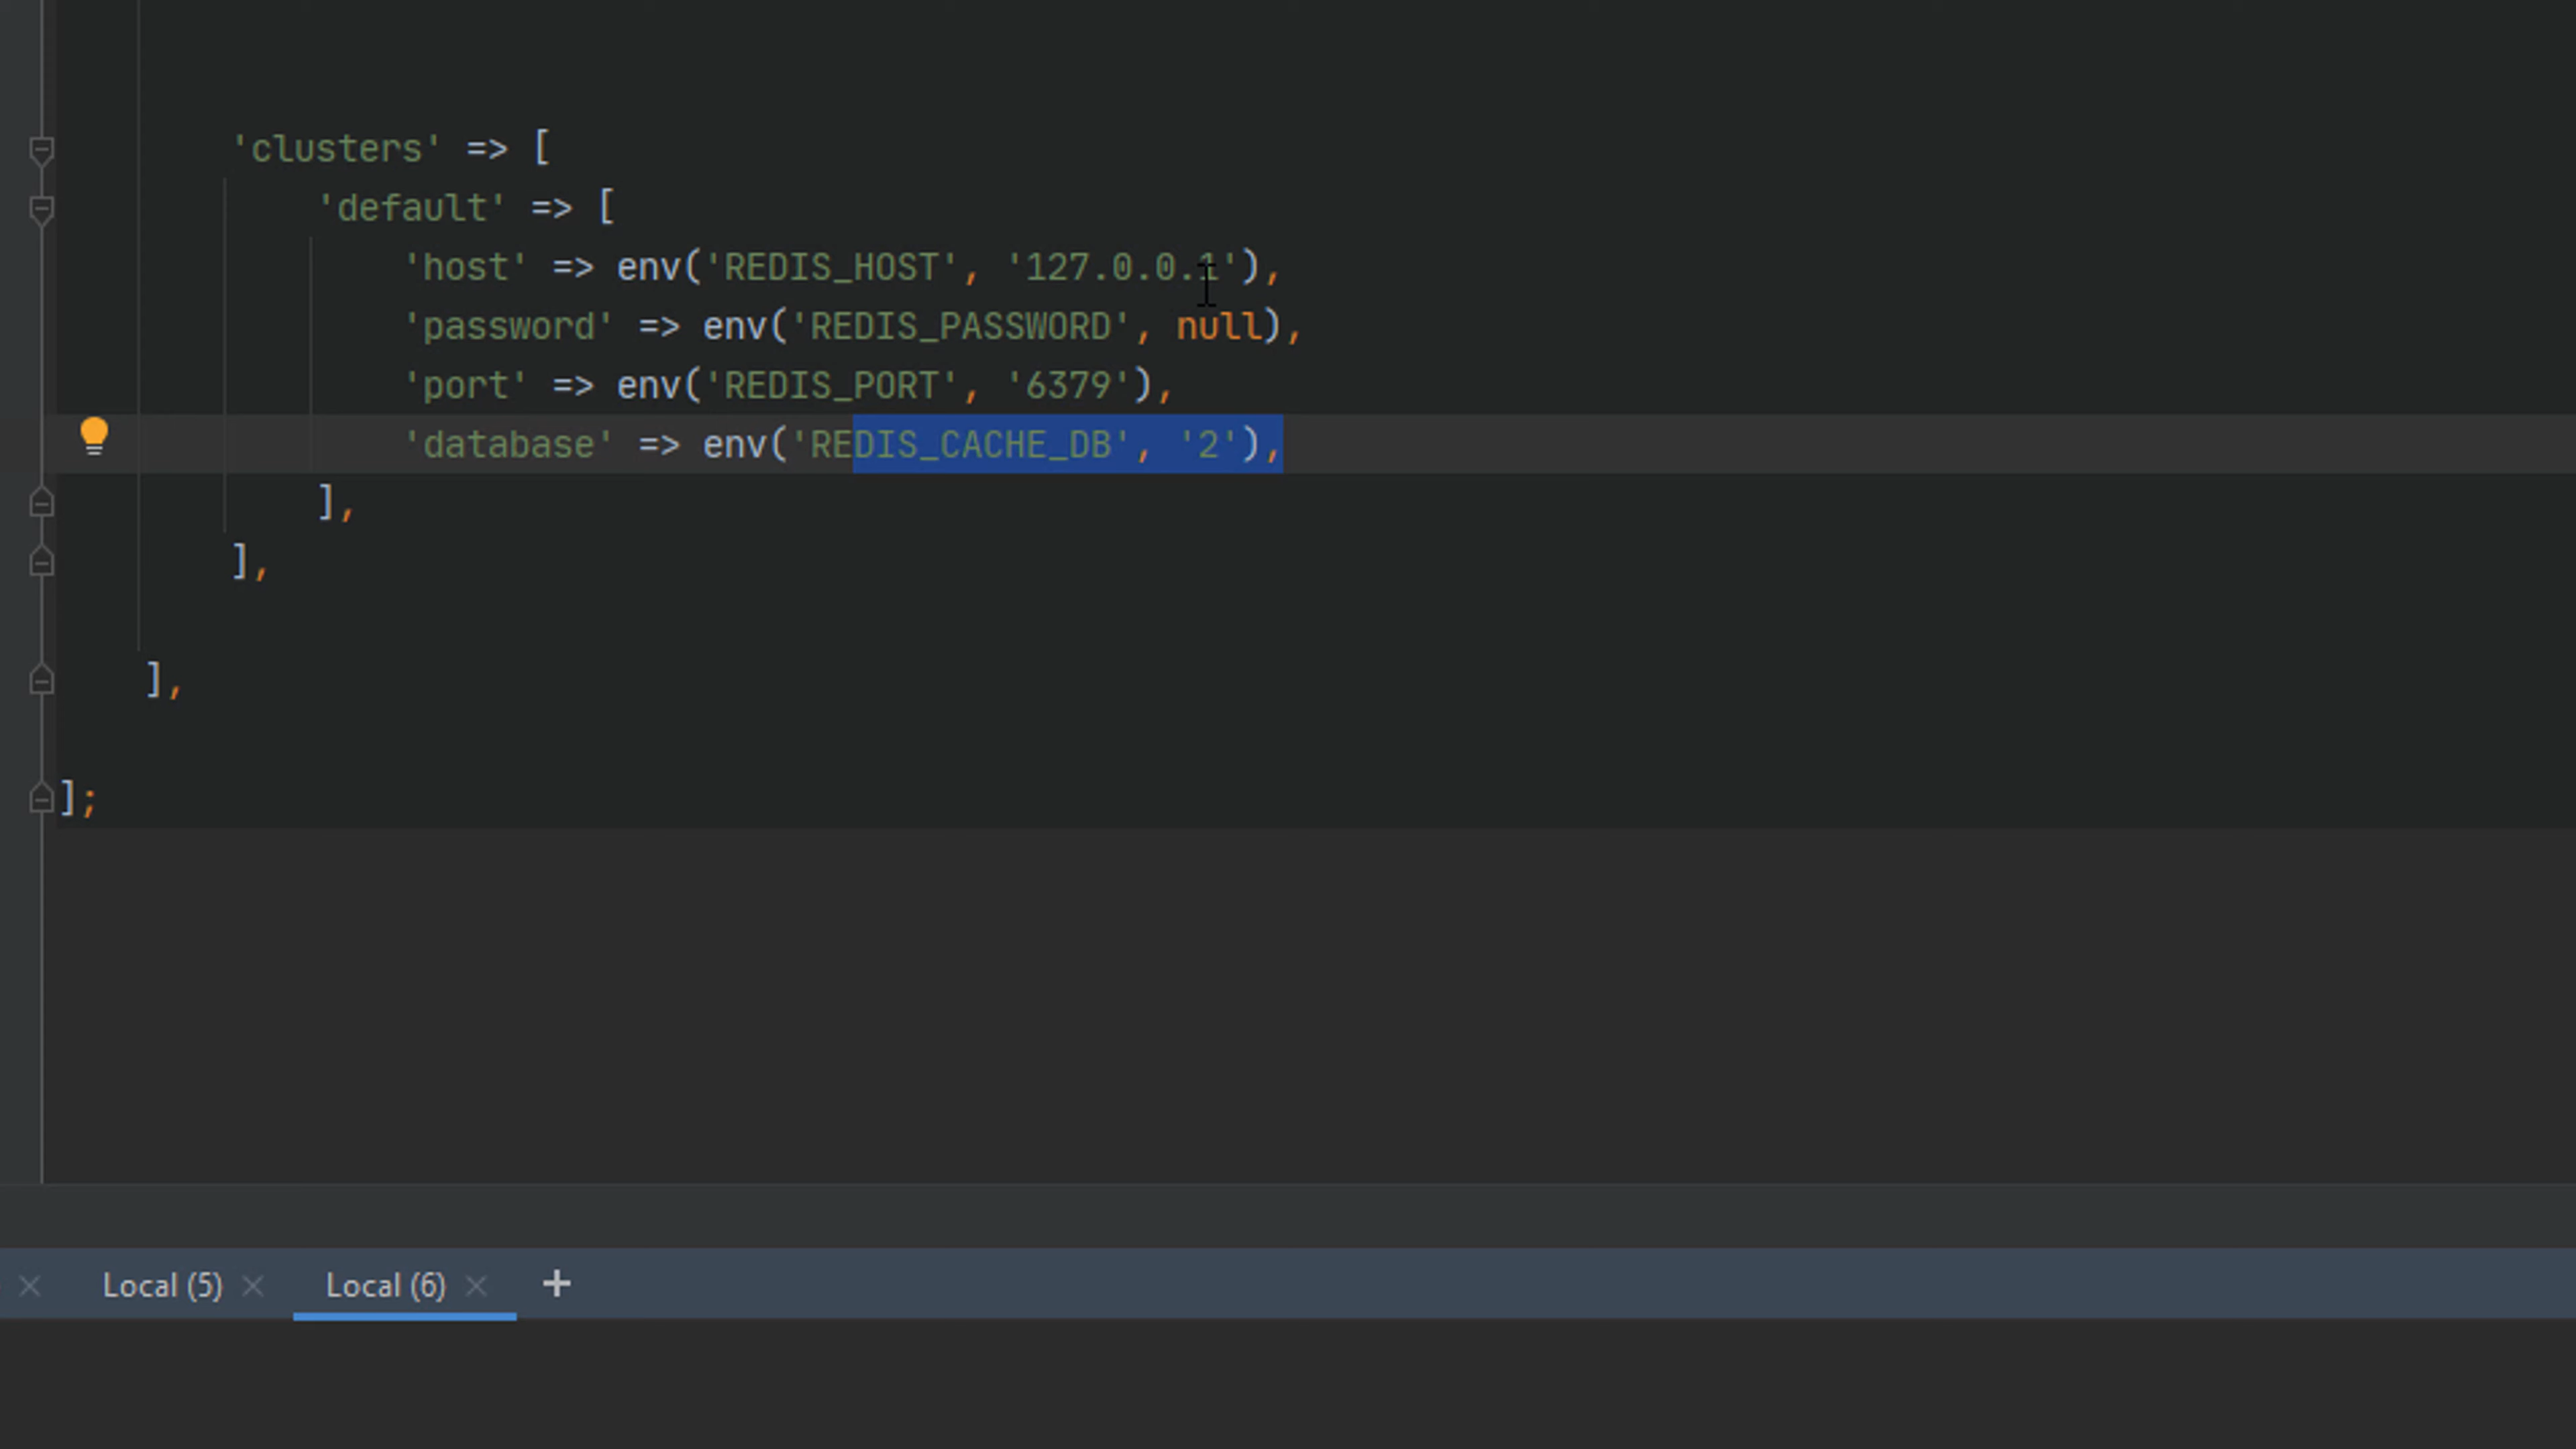 'clusters' => [
'default' => [
'host' => env('REDIS_HOST', '127.0.0.1'),
'password' => env('REDIS_PASSWORD', null),
'port' => env('REDIS_PORT', '6379'),
'database' => env('REDIS_CACHE_DB', '2'),
],
],
],
];
Local (5) Local (6) +